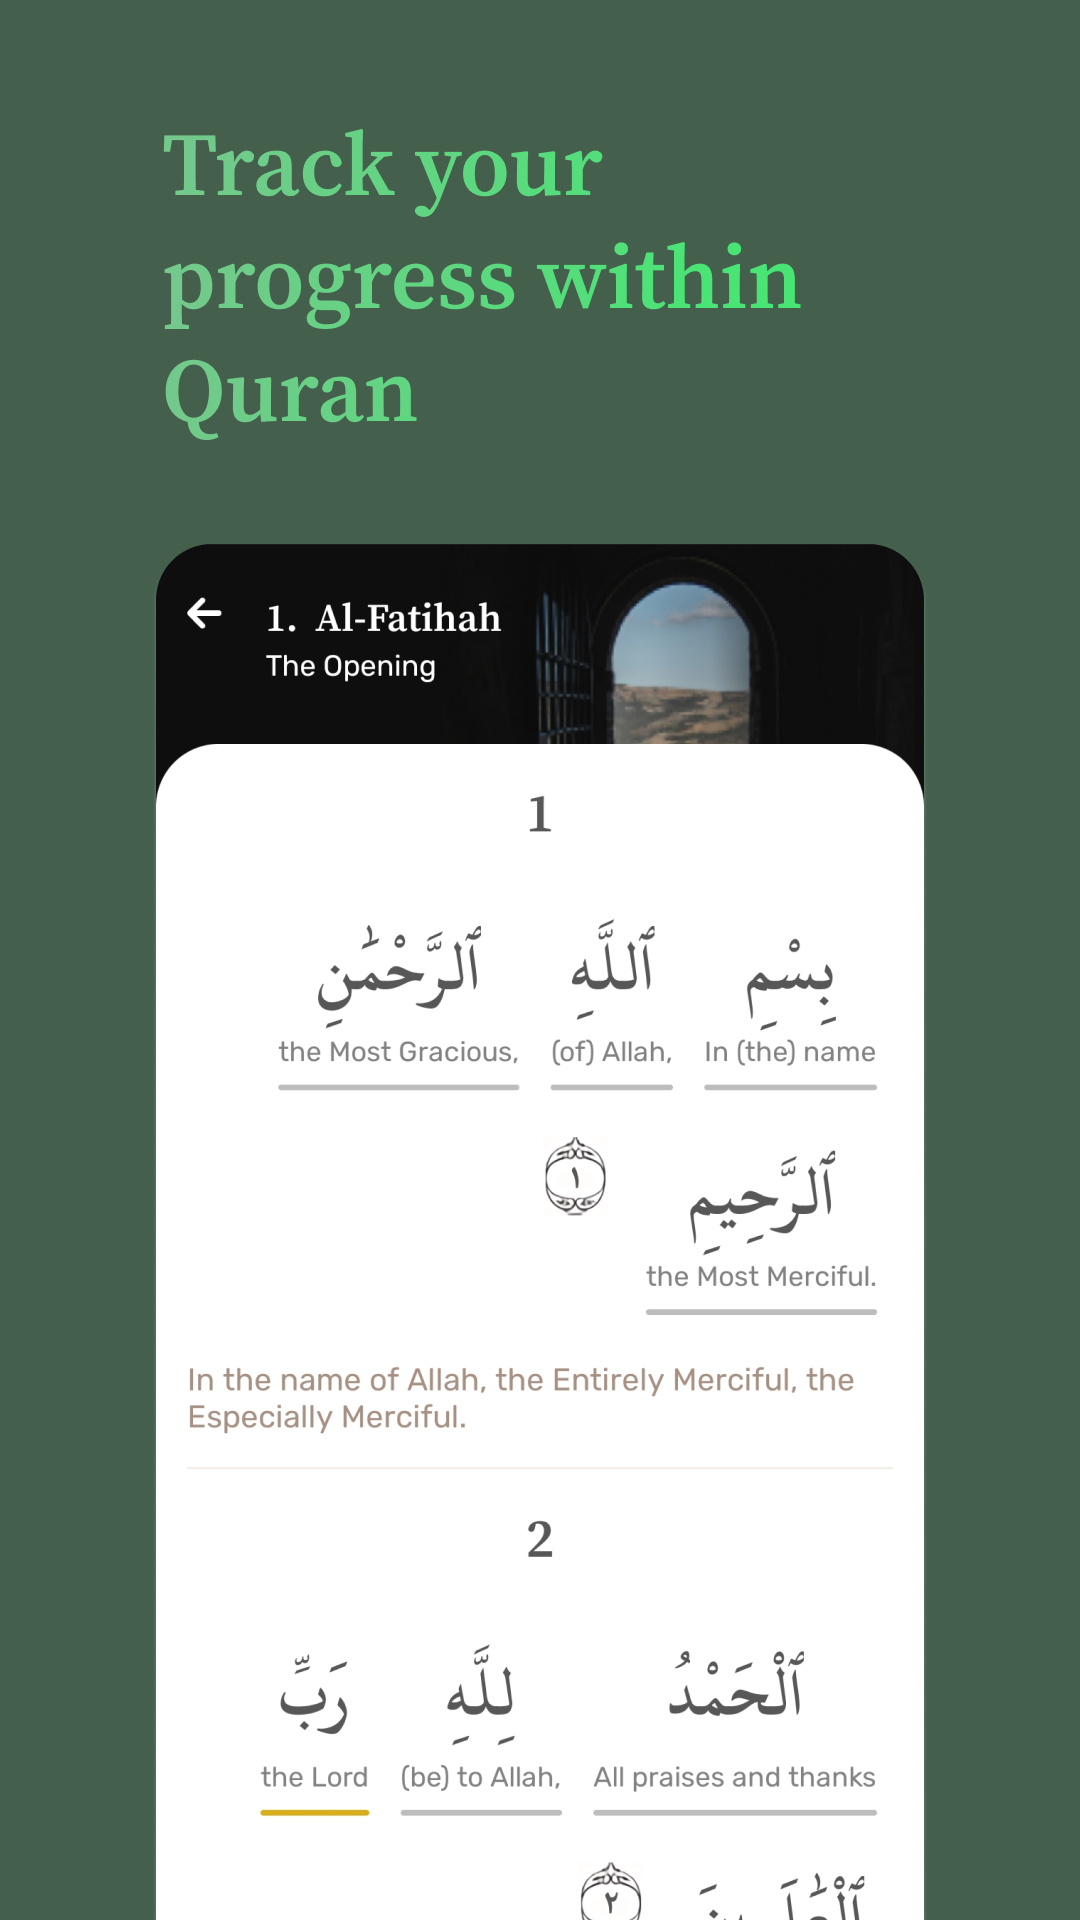 Track your
progress within
Quran
1. Al-Fatihah
The Opening
1
بِسْمِ ٱللَّهِ ٱلرَّحْمَٰنِ
In (the) name (of) Allah, the Most Gracious,
ٱلرَّحِيمِ ١
the Most Merciful.
In the name of Allah, the Entirely Merciful, the
Especially Merciful.
2
ٱلْحَمْدُ لِلَّهِ رَبِّ
All praises and thanks (be) to Allah, the Lord
٢